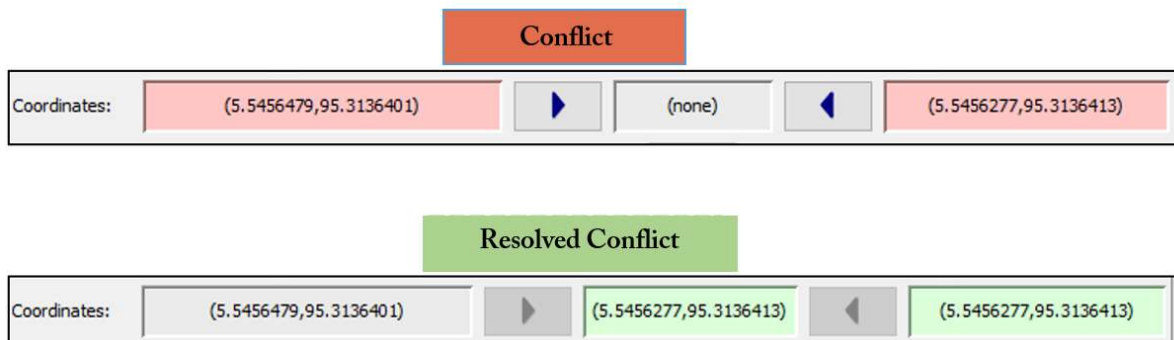 Conflict
Coordinates: (5.5456479,95.3136401) (none) (5.5456277,95.3136413)
Resolved Conflict
Coordinates: (5.5456479,95.3136401) (5.5456277,95.3136413) (5.5456277,95.3136413)